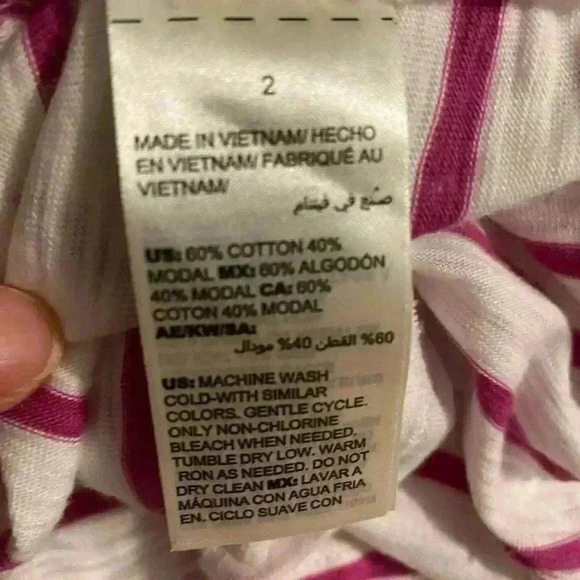 2
MADE IN VIETNAM/ HECHO
EN VIETNAM/ FABRIQUÉ AU
VIETNAM/
صنع في فيتنام
US: 60% COTTON 40%
MODAL MX: 60% ALGODÓN
40% MODAL CA: 60%
COTON 40% MODAL
AE/KW/SA:
60% القطن 40% مودال
US: MACHINE WASH
COLD-WITH SIMILAR
COLORS. GENTLE CYCLE.
ONLY NON-CHLORINE
BLEACH WHEN NEEDED.
TUMBLE DRY LOW. WARM
RON AS NEEDED. DO NOT
DRY CLEAN MX: LAVAR A
MÁQUINA CON AGUA FRIA
EN. CICLO SUAVE CON